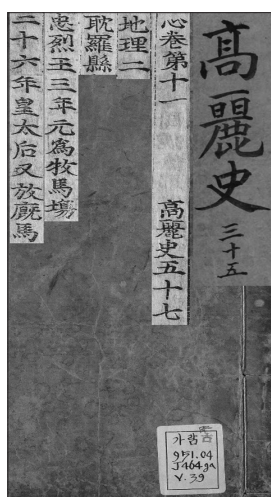 高麗史 三十五
志卷第十一 高麗史五十七
地理二
耽羅縣
忠烈王三年元爲牧馬場
二十六年皇太后又放廐馬
가람 古
951.04
J464ga
V.39